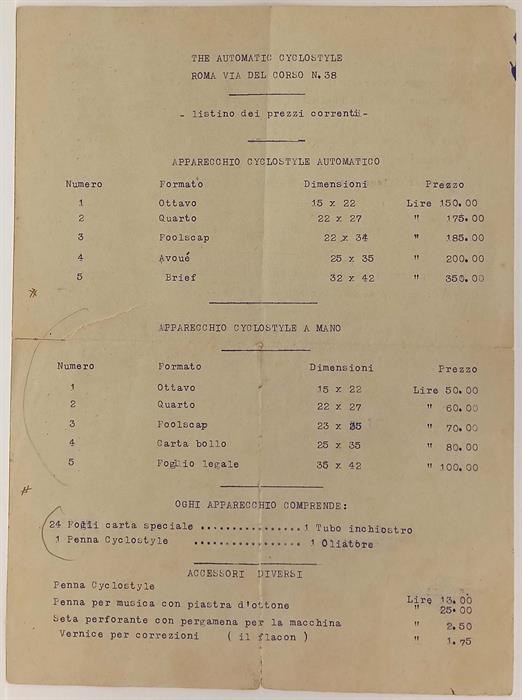 THE AUTOMATIC CYCLOSTYLE
ROMA VIA DEL CORSO N.38
- listino dei prezzi correnti -
APPARECCHIO CYCLOSTYLE AUTOMATICO
Numero Formato Dimensioni Prezzo
1 Ottavo 15 x 22 Lire 150.00
2 Quarto 22 x 27 " 175.00
3 Foolscap 22 x 34 " 185.00
4 Avoué 25 x 35 " 200.00
5 Brief 32 x 42 " 350.00
APPARECCHIO CYCLOSTYLE A MANO
Numero Formato Dimensioni Prezzo
1 Ottavo 15 x 22 Lire 50.00
2 Quarto 22 x 27 " 60.00
3 Foolscap 23 x 35 " 70.00
4 Carta bollo 25 x 35 " 80.00
5 Foglio legale 35 x 42 " 100.00
OGHI APPARECCHIO COMPRENDE:
24 Fogli carta speciale ................ 1 Tubo inchiostro
1 Penna Cyclostyle ................ 1 Oliatore
ACCESSORI DIVERSI
Penna Cyclostyle Lire 13.00
Penna per musica con piastra d'ottone " 25.00
Seta perforante con pergamena per la macchina " 2.50
Vernice per correzioni ( il flacon ) " 1.75